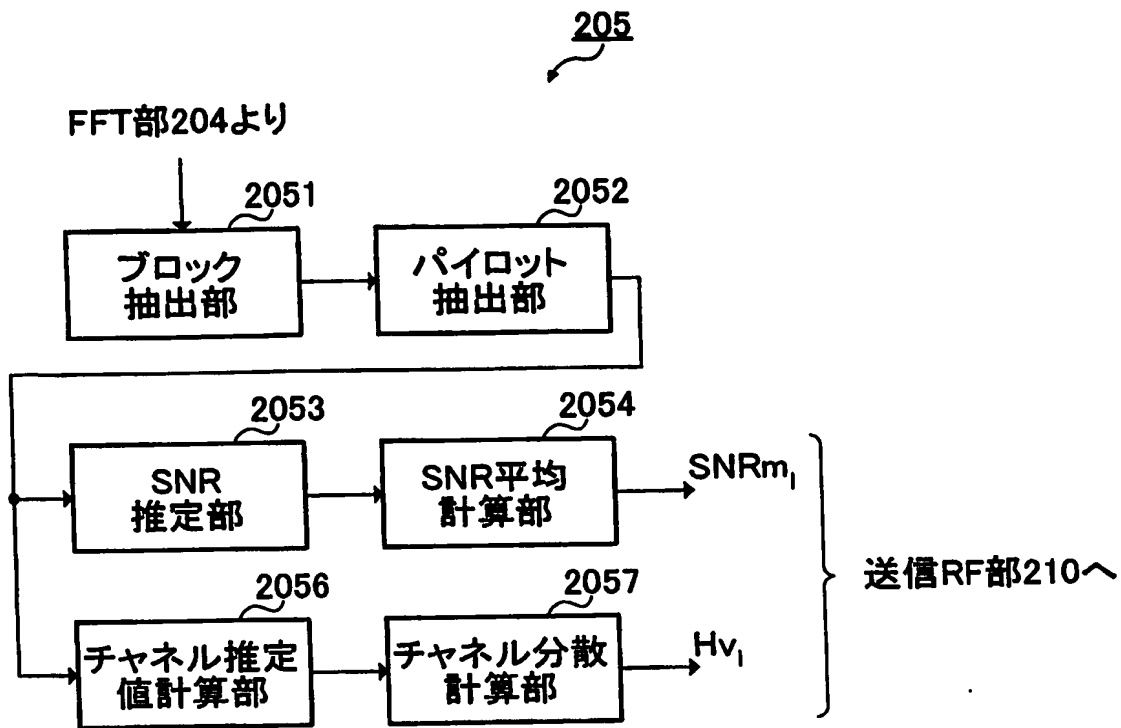 205
FFT部204より
2051
2052
ブロック
抽出部
パイロット
抽出部
2053
2054
SNR
推定部
SNR平均
計算部
SNRml
送信RF部210へ
2056
2057
チャネル推定
値計算部
チャネル分散
計算部
Hvl